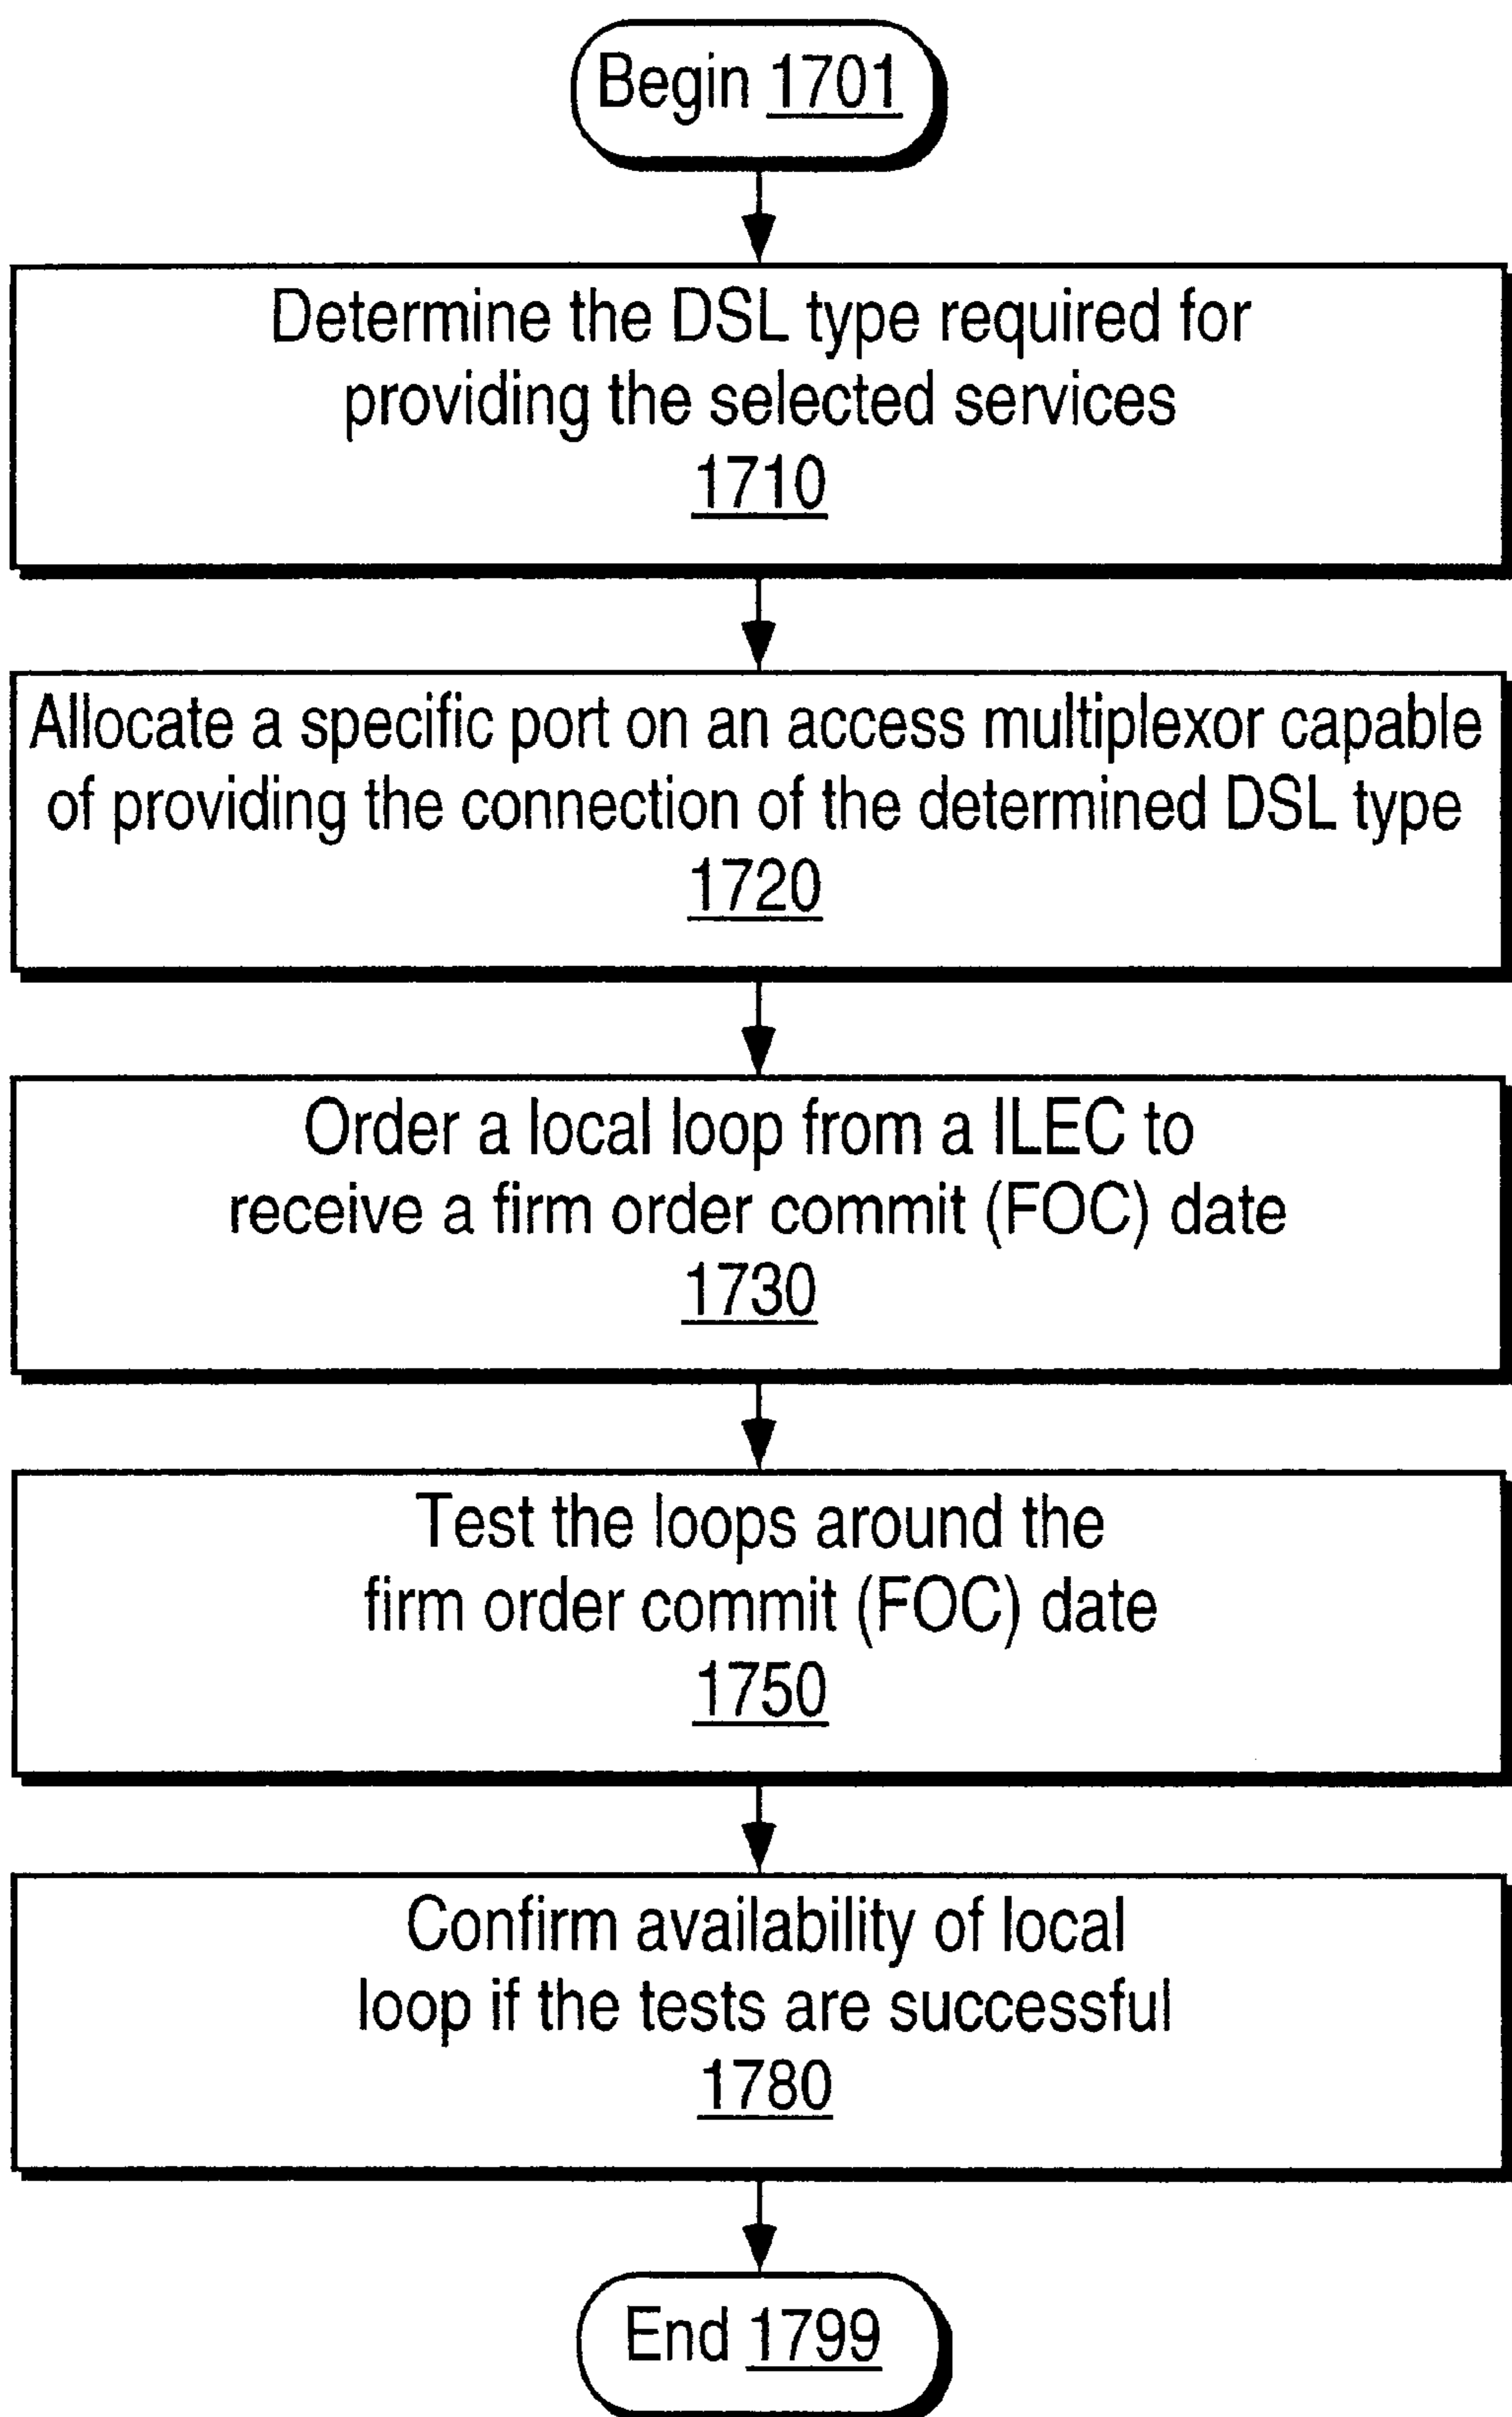 Begin 1701
Determine the DSL type required for
providing the selected services
1710
Allocate a specific port on an access multiplexor capable
of providing the connection of the determined DSL type
1720
Order a local loop from a ILEC to
receive a firm order commit (FOC) date
1730
Test the loops around the
firm order commit (FOC) date
1750
Confirm availability of local
loop if the tests are successful
1780
End 1799